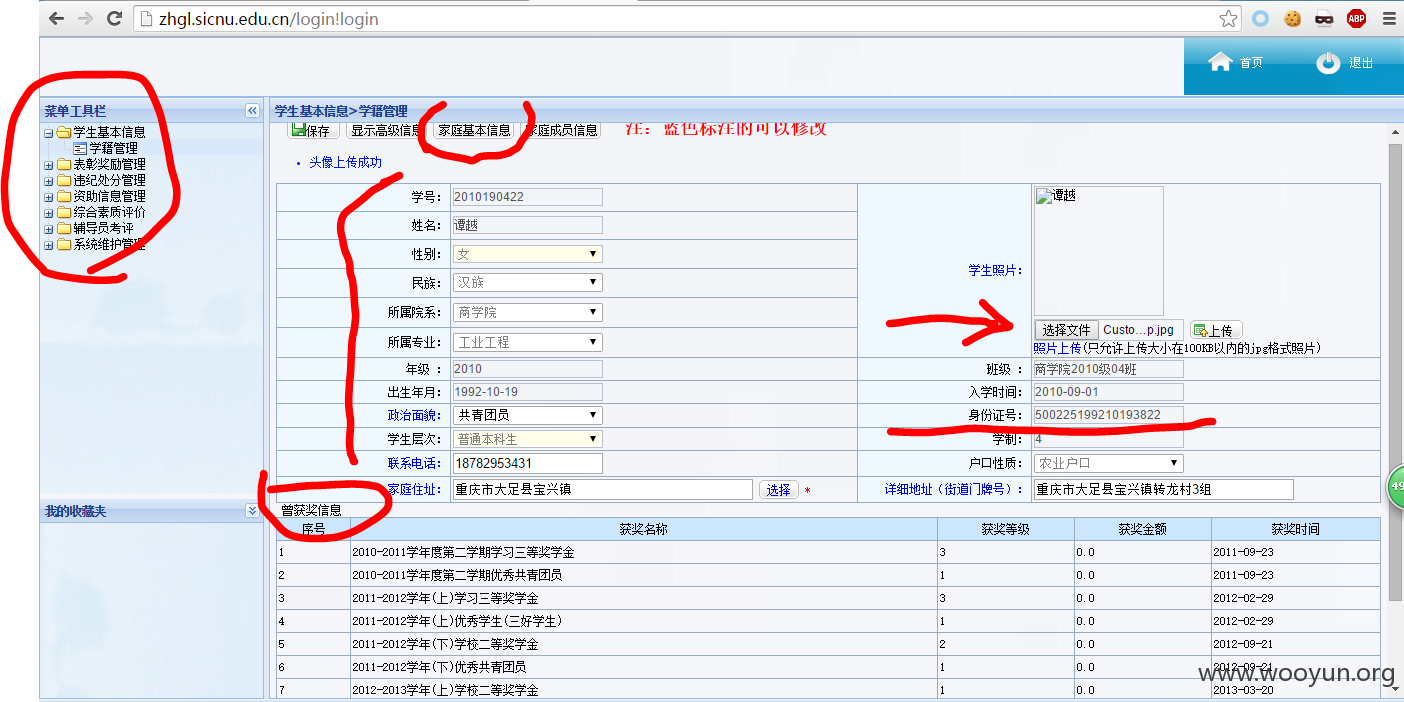 zhgl.sicnu.edu.cn/login!login
ABP
首页 退出
菜单工具栏
学生基本信息
学籍管理
表彰奖励管理
违纪处分管理
资助信息管理
综合素质评价
辅导员考评
系统维护管理
我的收藏夹
学生基本信息>学籍管理
保存 显示高级信息 家庭基本信息 家庭成员信息 注: 蓝色标注的可以修改
头像上传成功
学号: 2010190422
姓名: 谭越
性别: 女
民族: 汉族
所属院系: 商学院
所属专业: 工业工程
学生照片: 谭越
选择文件 Custo...p.jpg 上传
照片上传(只允许上传大小在100KB以内的jpg格式照片)
年级 : 2010 班级 : 商学院2010级04班
出生年月: 1992-10-19 入学时间: 2010-09-01
政治面貌: 共青团员 身份证号: 500225199210193822
学生层次: 普通本科生 学制: 4
联系电话: 18782953431 户口性质: 农业户口
家庭住址: 重庆市大足县宝兴镇 选择 * 详细地址（街道门牌号）: 重庆市大足县宝兴镇转龙村3组
曾获奖信息
序号 获奖名称 获奖等级 获奖金额 获奖时间
1 2010-2011学年度第二学期学习三等奖学金 3 0.0 2011-09-23
2 2010-2011学年度第二学期优秀共青团员 1 0.0 2011-09-23
3 2011-2012学年(上)学习三等奖学金 3 0.0 2012-02-29
4 2011-2012学年(上)优秀学生(三好学生) 1 0.0 2012-02-29
5 2011-2012学年(下)学校二等奖学金 2 0.0 2012-09-21
6 2011-2012学年(下)优秀共青团员 1 0.0 2012-09-21
7 2012-2013学年(上)学校二等奖学金 1 0.0 2013-03-20
www.wooyun.org